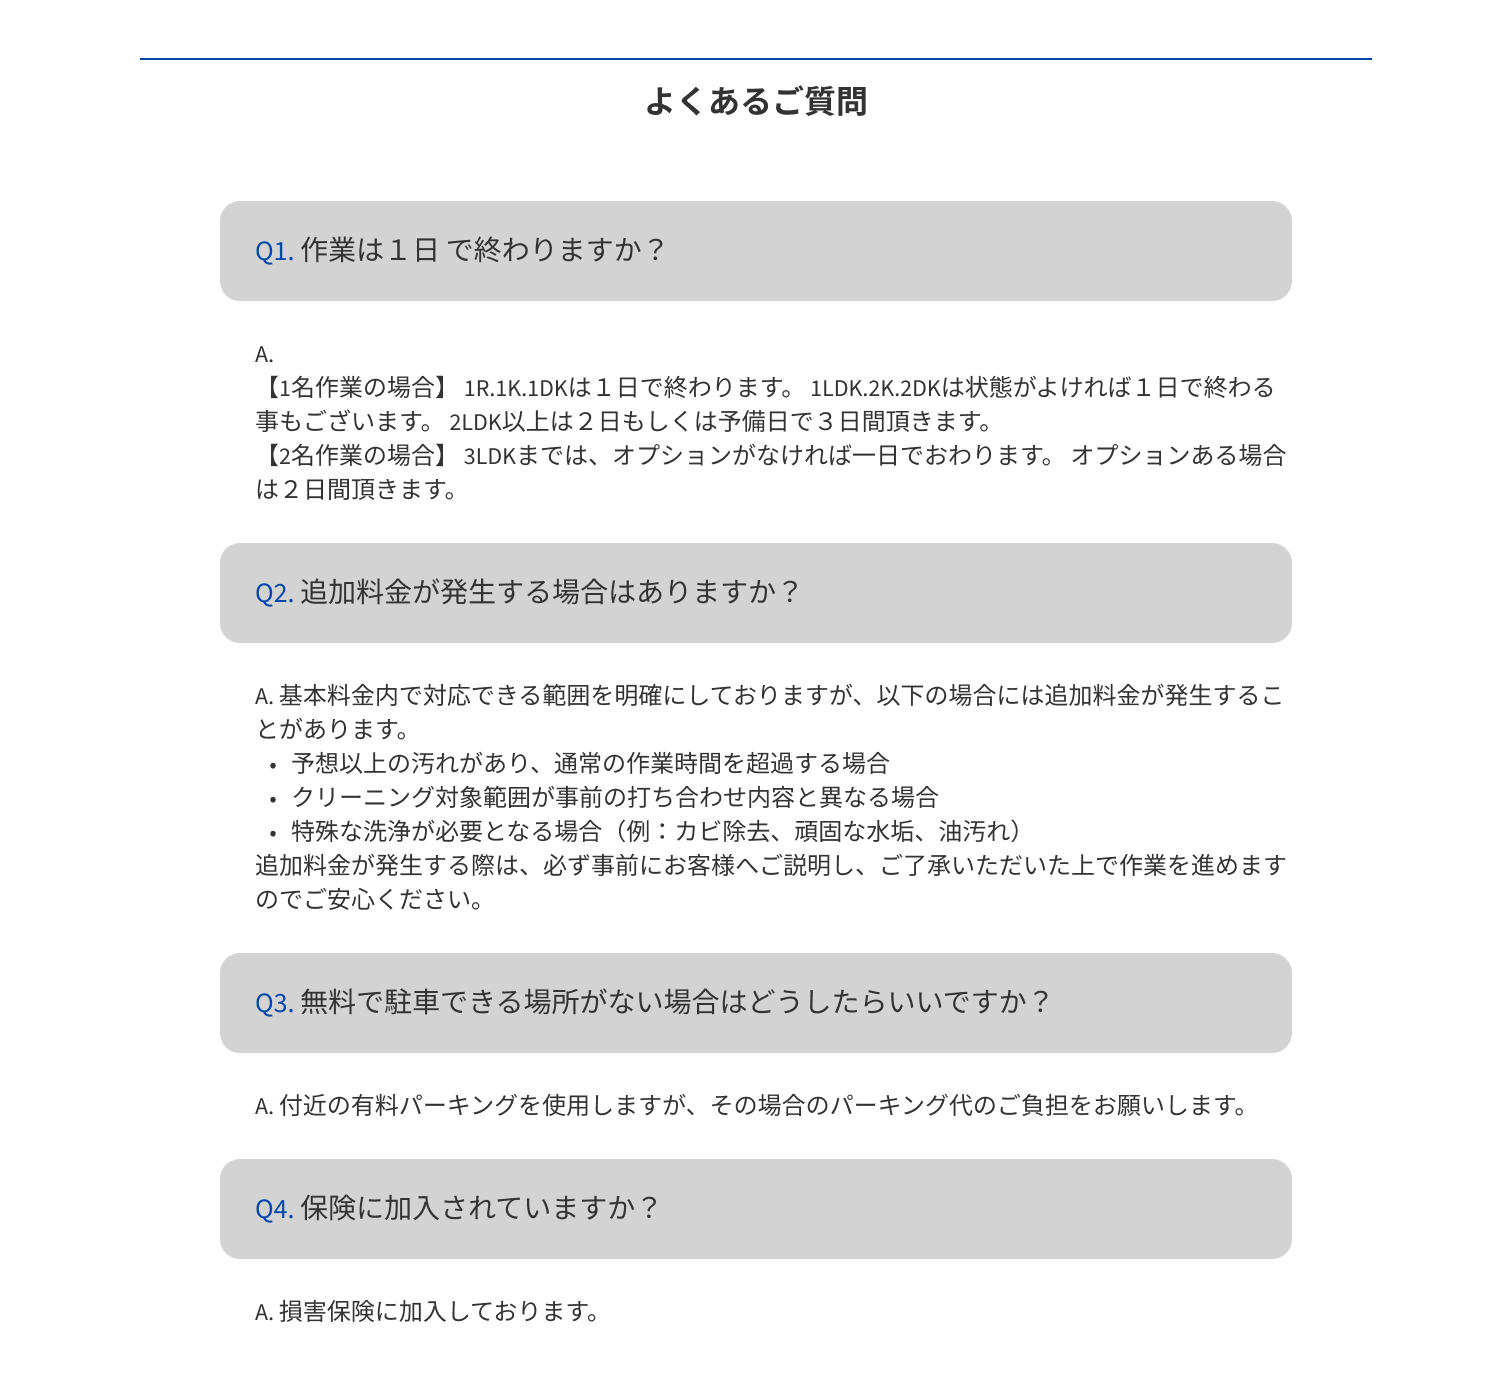 よくあるご質問
Q1. 作業は１日 で終わりますか？
A.
【1名作業の場合】 1R.1K.1DKは１日で終わります。 1LDK.2K.2DKは状態がよければ１日で終わる
事もございます。 2LDK以上は２日もしくは予備日で３日間頂きます。
【2名作業の場合】 3LDKまでは、オプションがなければ一日でおわります。 オプションある場合
は２日間頂きます。
Q2. 追加料金が発生する場合はありますか？
A. 基本料金内で対応できる範囲を明確にしておりますが、以下の場合には追加料金が発生するこ
とがあります。
• 予想以上の汚れがあり、通常の作業時間を超過する場合
• クリーニング対象範囲が事前の打ち合わせ内容と異なる場合
• 特殊な洗浄が必要となる場合（例：カビ除去、頑固な水垢、油汚れ）
追加料金が発生する際は、必ず事前にお客様へご説明し、ご了承いただいた上で作業を進めます
のでご安心ください。
Q3. 無料で駐車できる場所がない場合はどうしたらいいですか？
A. 付近の有料パーキングを使用しますが、その場合のパーキング代のご負担をお願いします。
Q4. 保険に加入されていますか？
A. 損害保険に加入しております。